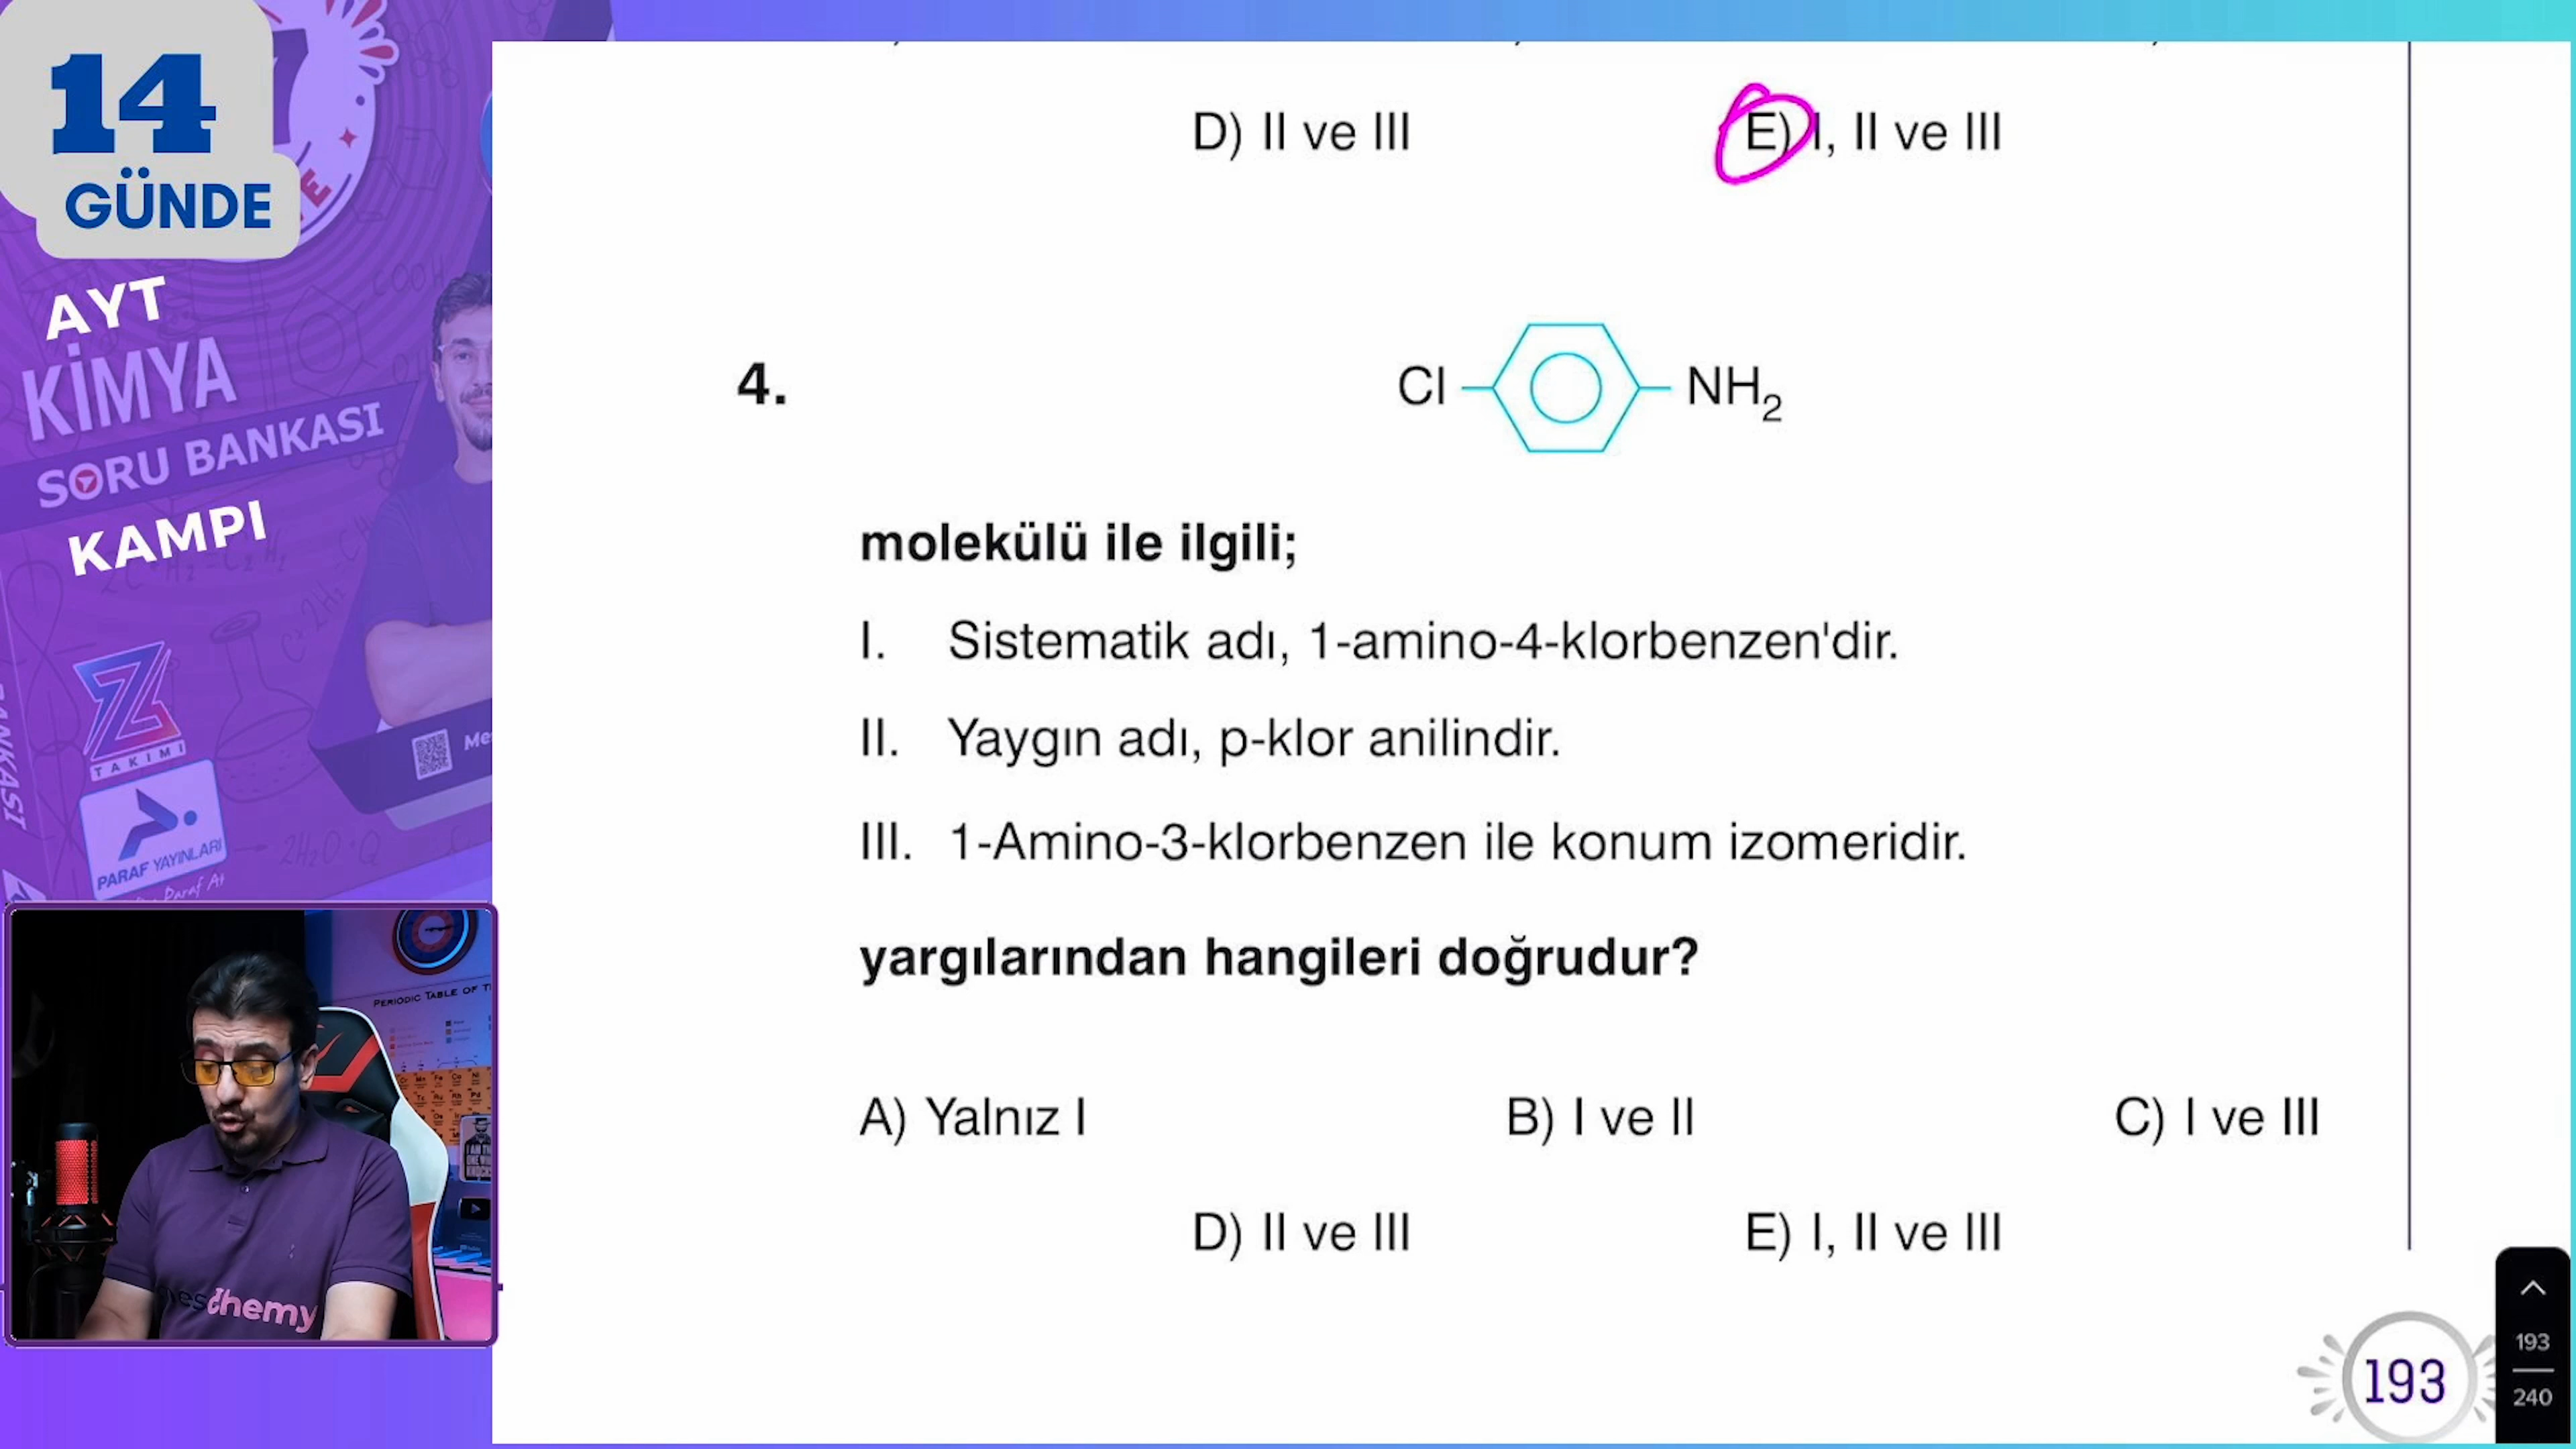 14
GÜNDE
AYT
KİMYA
SORU BANKASI
KAMPI
TAKIMI
PARAF YAYINLARI
PERIODIC TABLE OF
D) II ve III E) I, II ve III
4. Cl NH2
molekülü ile ilgili;
I. Sistematik adı, 1-amino-4-klorbenzen'dir.
II. Yaygın adı, p-klor anilindir.
III. 1-Amino-3-klorbenzen ile konum izomeridir.
yargılarından hangileri doğrudur?
A) Yalnız I B) I ve II C) I ve III
D) II ve III E) I, II ve III
193
193
240